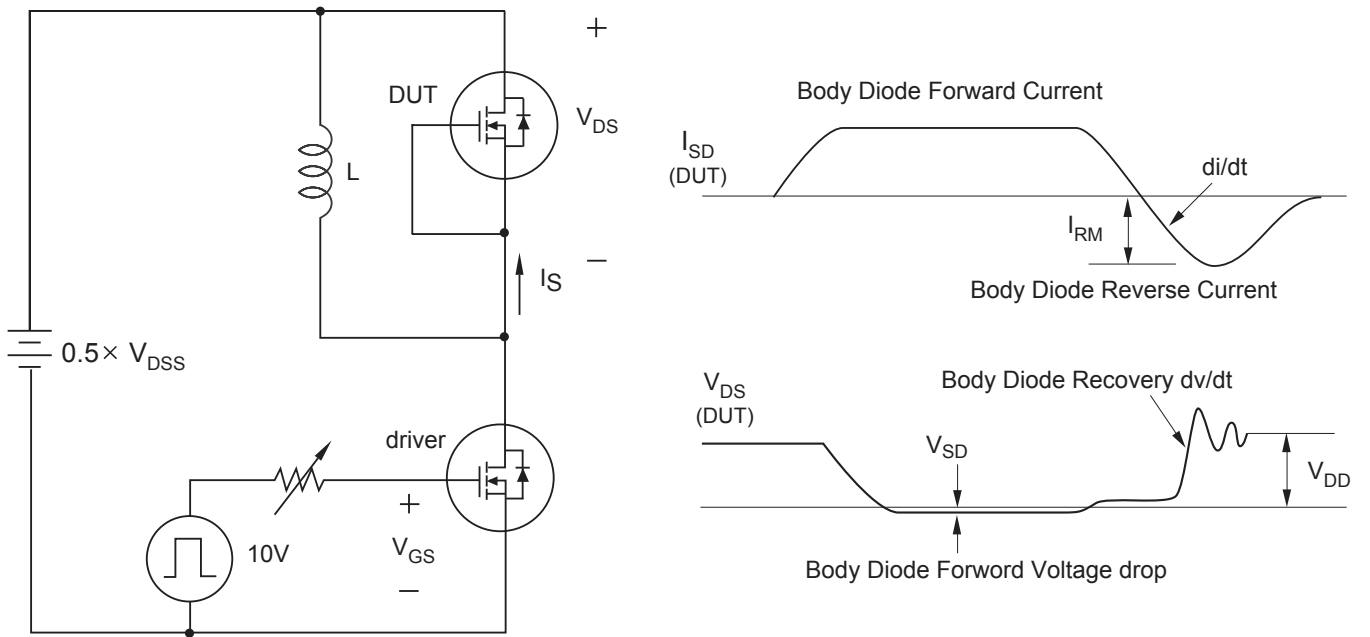 +
DUT
V_DS
L
−
I_S
0.5× V_DSS
driver
+
10V
V_GS
−
Body Diode Forward Current
I_SD
(DUT)
di/dt
I_RM
Body Diode Reverse Current
Body Diode Recovery dv/dt
V_DS
(DUT)
V_SD
V_DD
Body Diode Forword Voltage drop